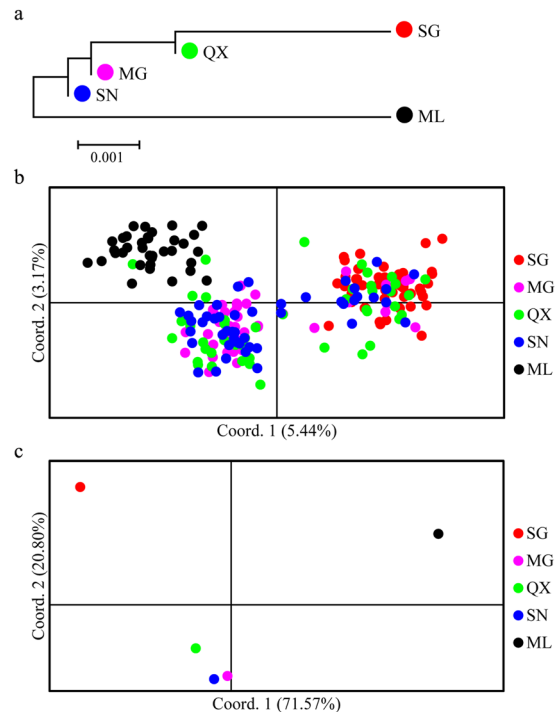 a
SG
QX
MG
SN
ML
0.001
b
Coord. 2 (3.17%)
SG
MG
QX
SN
ML
Coord. 1 (5.44%)
c
Coord. 2 (20.80%)
SG
MG
QX
SN
ML
Coord. 1 (71.57%)